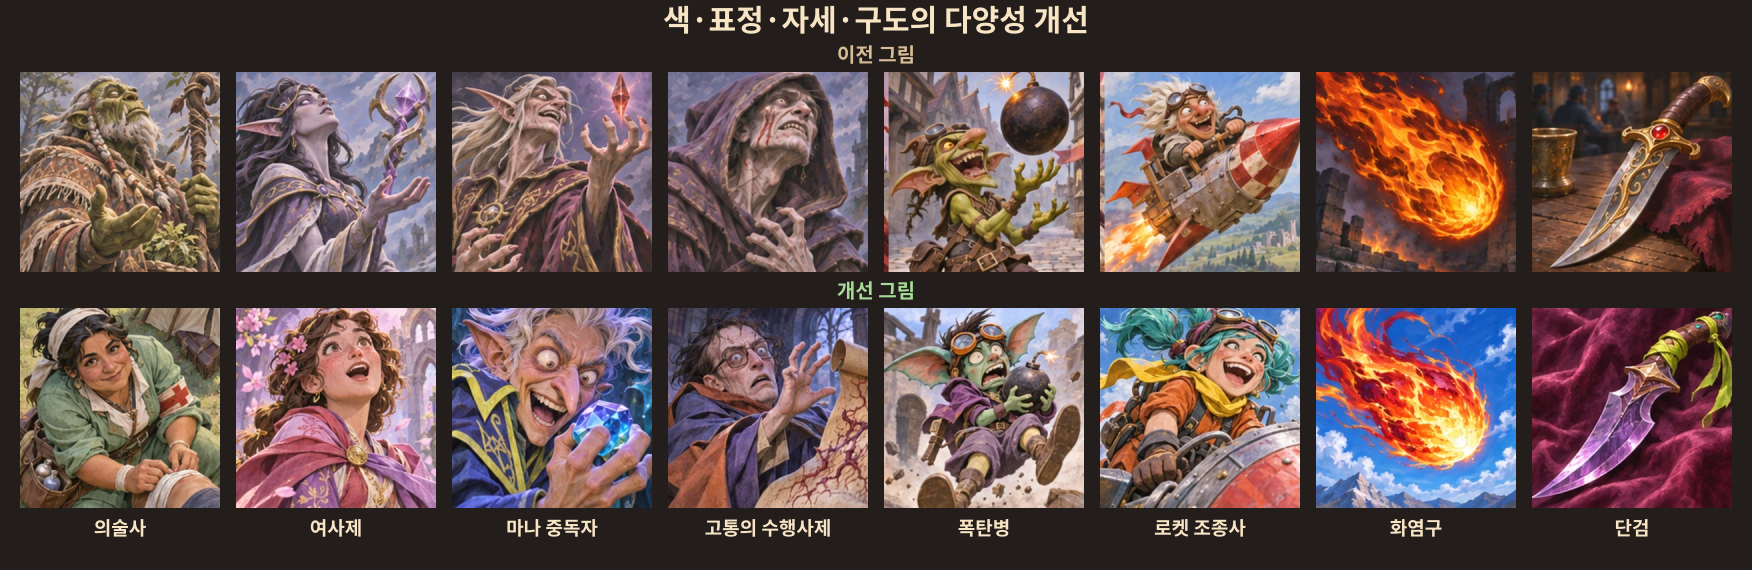 색·표정·자세·구도의 다양성 개선
이전 그림
개선 그림
의술사
여사제
마나 중독자
고통의 수행사제
폭탄병
로켓 조종사
화염구
단검